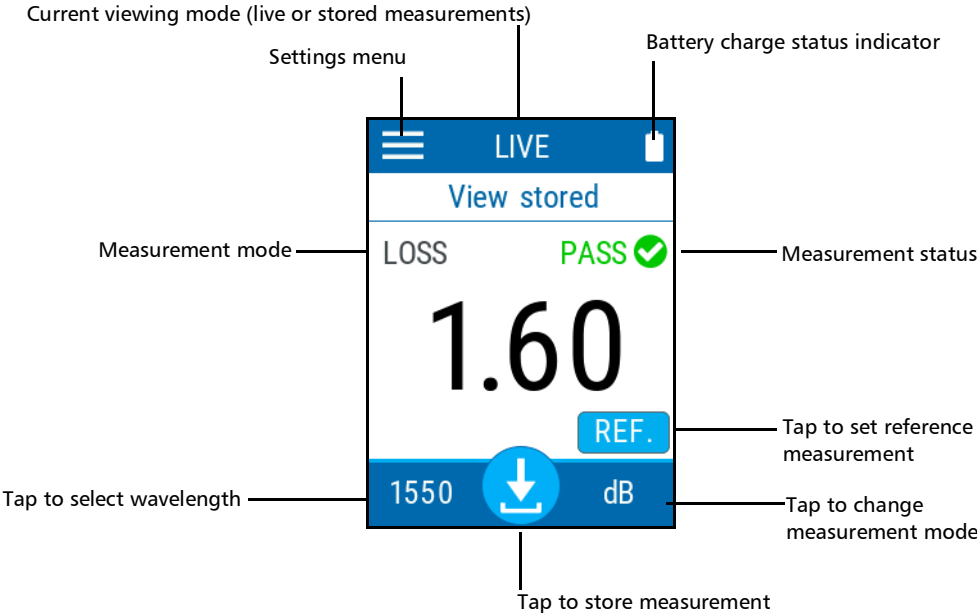 Current viewing mode (live or stored measurements)
Settings menu
Battery charge status indicator
LIVE
View stored
Measurement mode
LOSS
PASS
Measurement status
1.60
REF.
Tap to set reference
measurement
Tap to select wavelength
1550
dB
Tap to change
measurement mode
Tap to store measurement